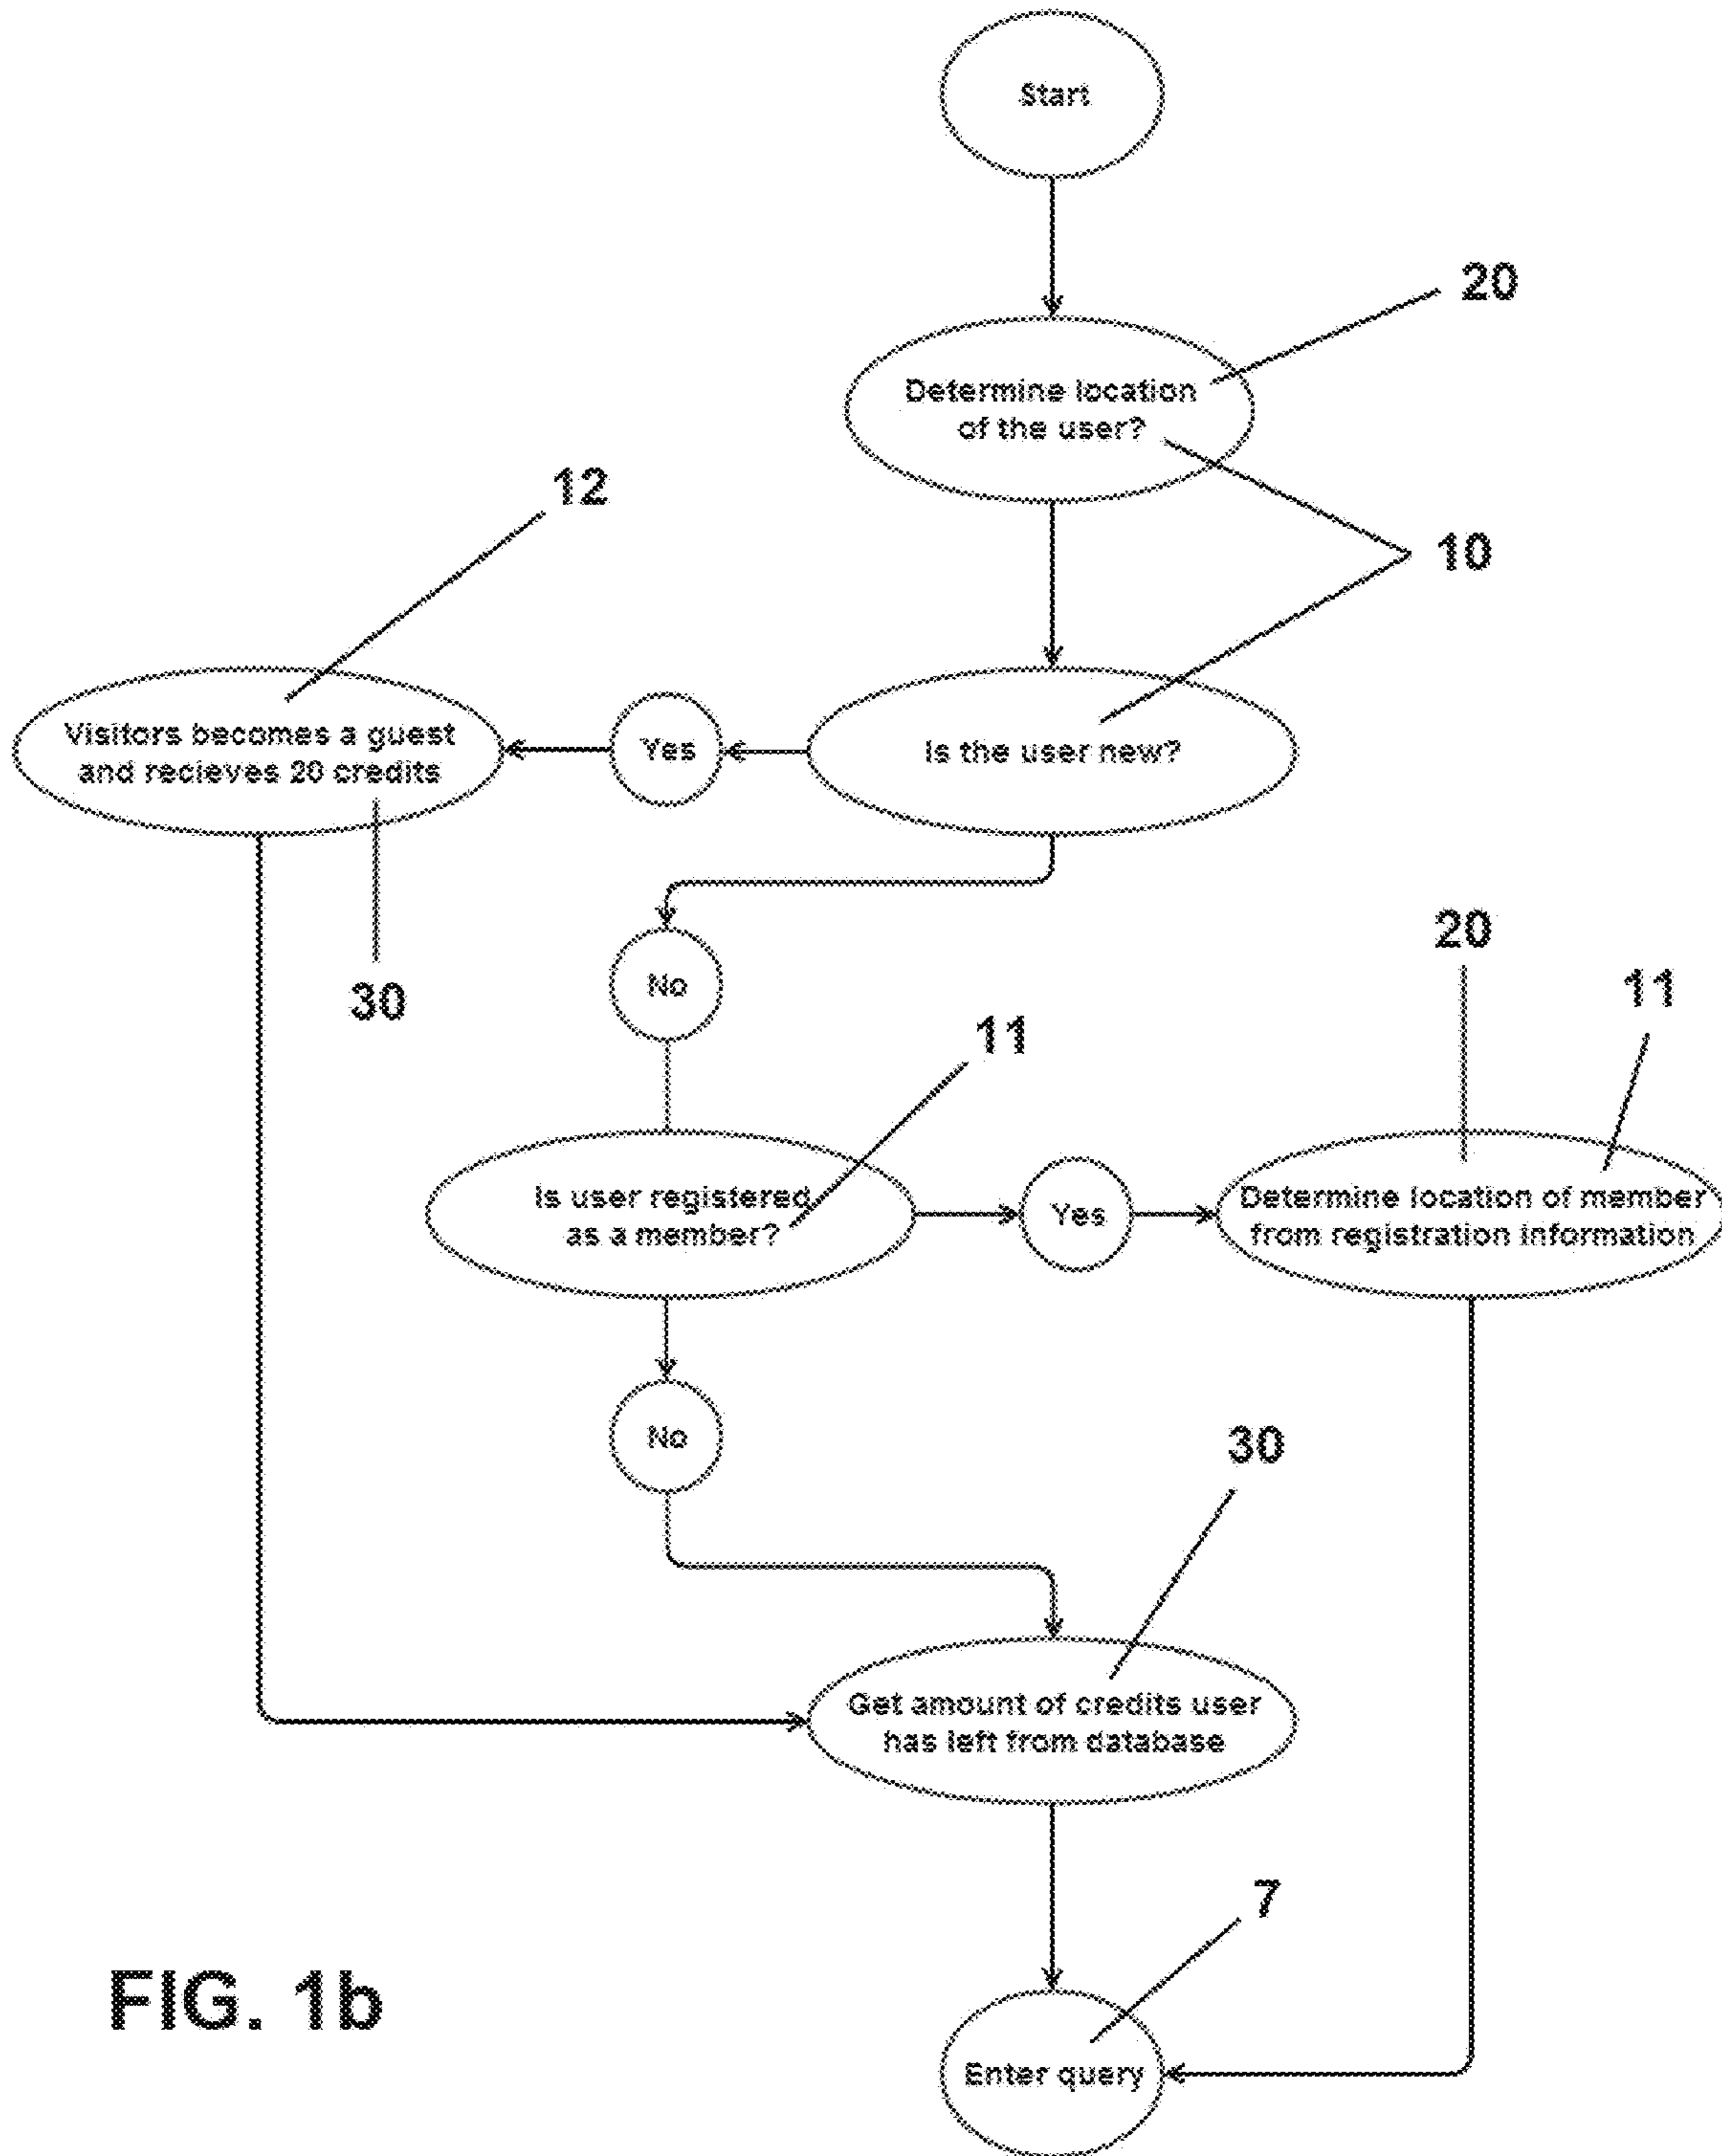 Start
20
Determine location
of the user?
10
12
Visitors becomes a guest
and recieves 20 credits
Yes
Is the user new?
30
No
20
11
11
Is user registered
as a member?
Yes
Determine location of member
from registration information
No
30
Get amount of credits user
has left from database
7
Enter query
FIG. 1b